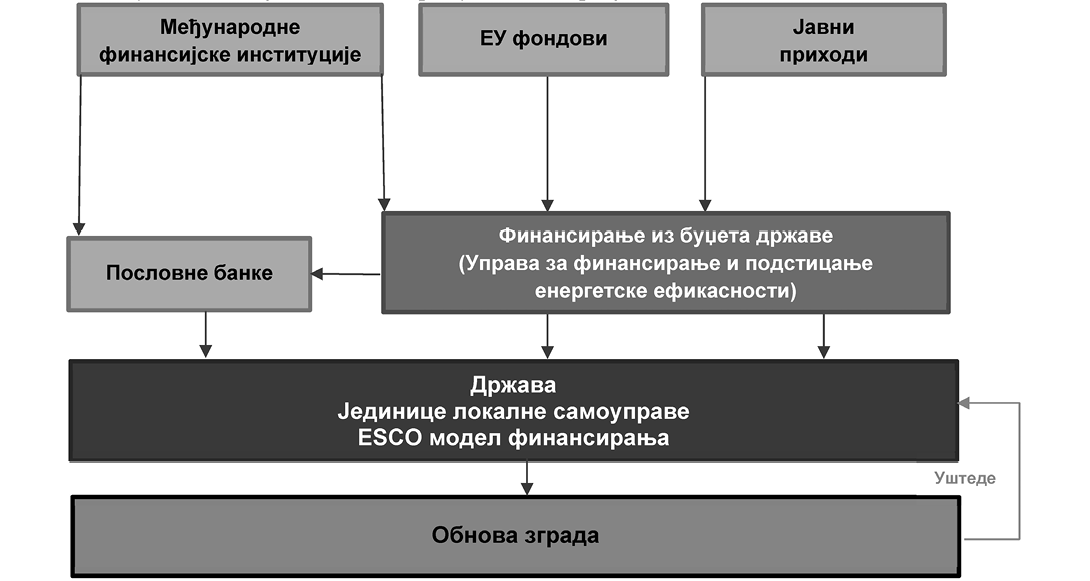 Међународне
финансијске институције
ЕУ фондови
Јавни
приходи
Финансирање из буџета државе
(Управа за финансирање и подстицање
енергетске ефикасности)
Пословне банке
Држава
Јединице локалне самоуправе
ESCO модел финансирања
Уштеде
Обнова зграда